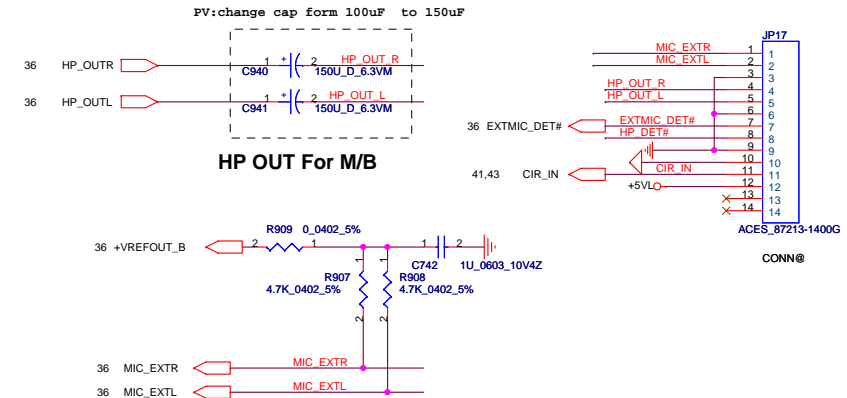 PV:change cap form 100uF to 150uF
36 HP_OUTR
1 + 2 HP_OUT_R
C940 150U_D_6.3VM
36 HP_OUTL
1 + 2 HP_OUT_L
C941 150U_D_6.3VM
HP OUT For M/B
JP17
MIC_EXTR 1 1
MIC_EXTL 2 2
3 3
HP_OUT_R 4 4
HP_OUT_L 5 5
6 6
36 EXTMIC_DET# EXTMIC_DET# 7 7
HP_DET# 8 8
9 9
10 10
41,43 CIR_IN CIR_IN 11 11
+5VL 12 12
13 13
14 14
ACES_87213-1400G
CONN@
R909 0_0402_5%
36 +VREFOUT_B 2 1 1 2
C742 1U_0603_10V4Z
R907 1 R908 1
4.7K_0402_5% 4.7K_0402_5%
2 2
36 MIC_EXTR MIC_EXTR
36 MIC_EXTL MIC_EXTL